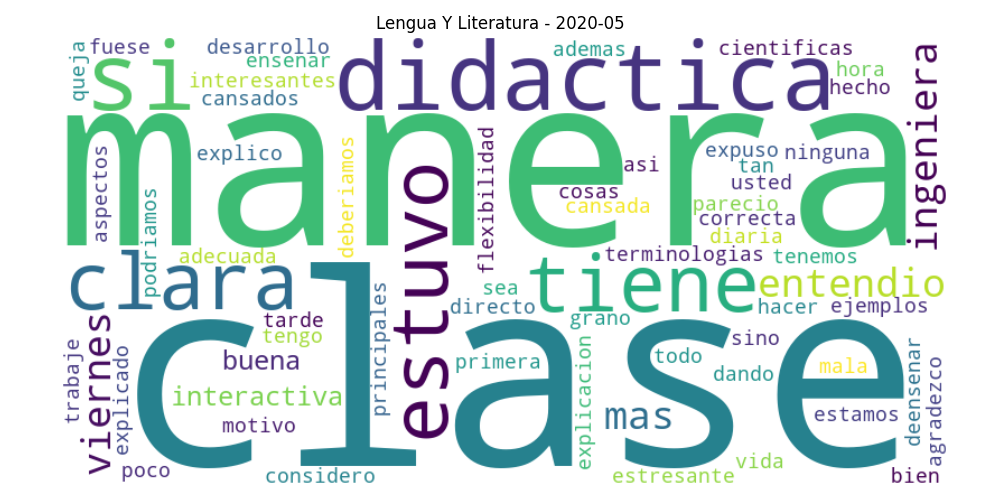 Lengua Y Literatura - 2020-05
queja
fuese
si
desarrollo
ensenar
interesantes
cansados
didactica
ademas
cientificas
hora
hecho
ingeniera
manera
aspectos
explico
podriamos
deberiamos
adecuada
estuvo
flexibilidad
asi
cosas
cansada
expuso
ninguna
tan
usted
parecio
correcta
diaria
terminologias
tenemos
clara
tiene
entendio
sea
directo
grano
hacer
ejemplos
clase
viernes
trabaje
explicado
tarde
tengo
buena
principales
interactiva
motivo
poco
considero
primera
explicacion
mas
todo
sino
dando
mala
estamos
deensenar
agradezco
vida
estresante
bien